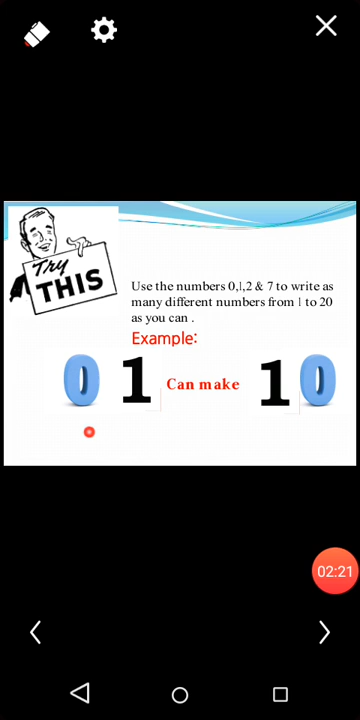 Try
THIS
Use the numbers 0,1,2 & 7 to write as
many different numbers from 1 to 20
as you can .
Example:
0 1 Can make 1 0
02:21